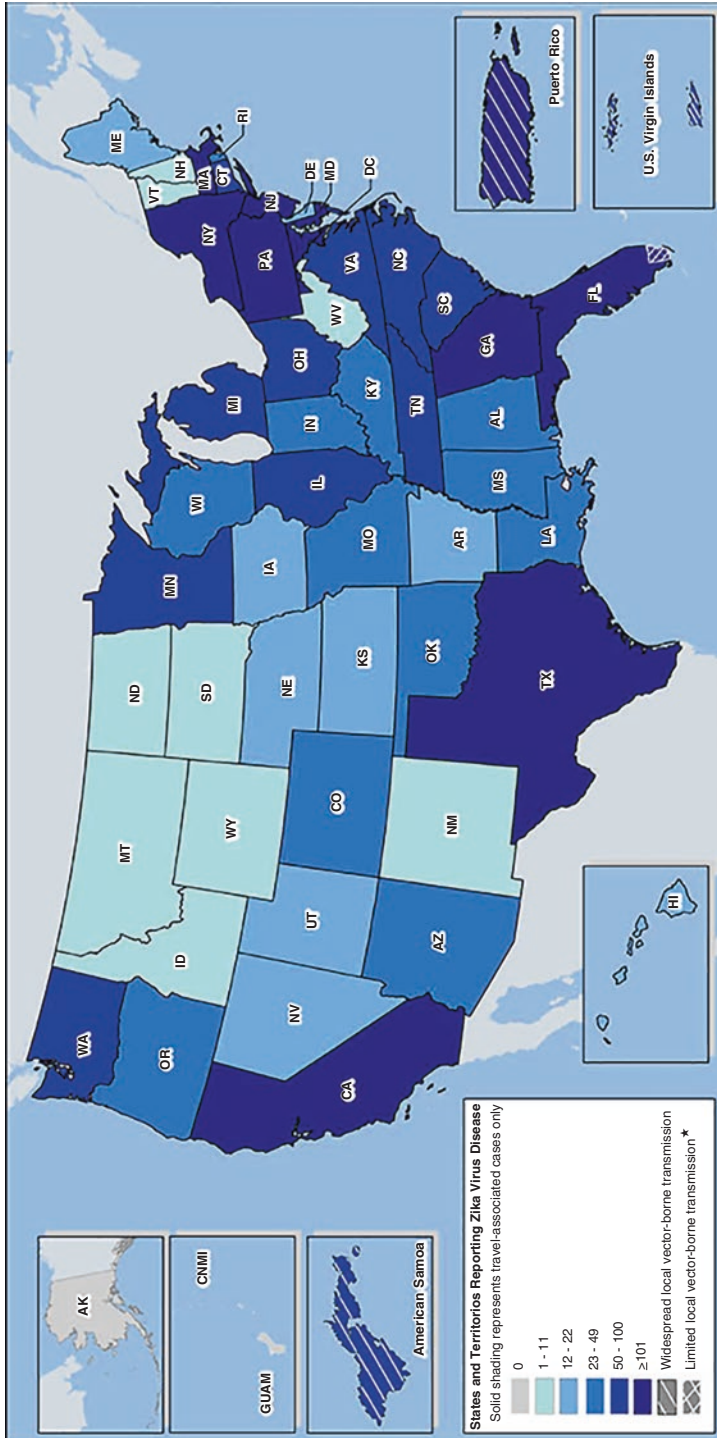 AK
CNMI
GUAM
American Samoa
States and Territorios Reporting Zika Virus Disease
Solid shading represents travel-associated cases only
0
1 - 11
12 - 22
23 - 49
50 - 100
≥101
Widespread local vector-borne transmission
Limited local vector-borne transmission★
WA
OR
CA
ID
NV
MT
WY
UT
AZ
CO
NM
ND
SD
NE
KS
OK
TX
MN
IA
MO
AR
LA
WI
IL
MS
MI
IN
KY
TN
AL
OH
WV
GA
FL
VA
NC
SC
PA
NY
NJ
VT
NH
MA
CT
RI
ME
DE
MD
DC
HI
Puerto Rico
U.S. Virgin Islands